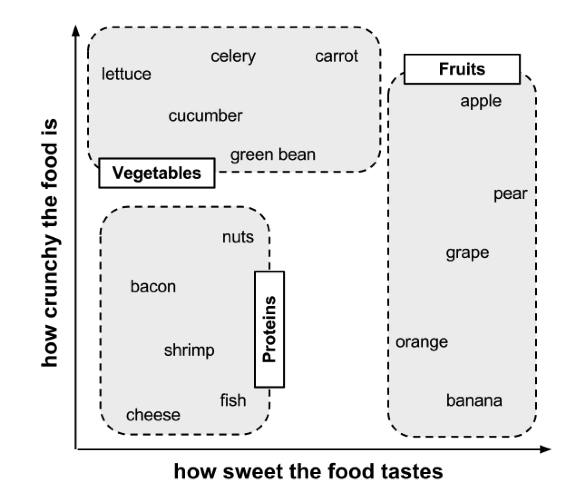 how crunchy the food is
lettuce
celery
carrot
cucumber
green bean
Vegetables
Fruits
apple
pear
grape
orange
banana
nuts
bacon
shrimp
fish
cheese
Proteins
how sweet the food tastes